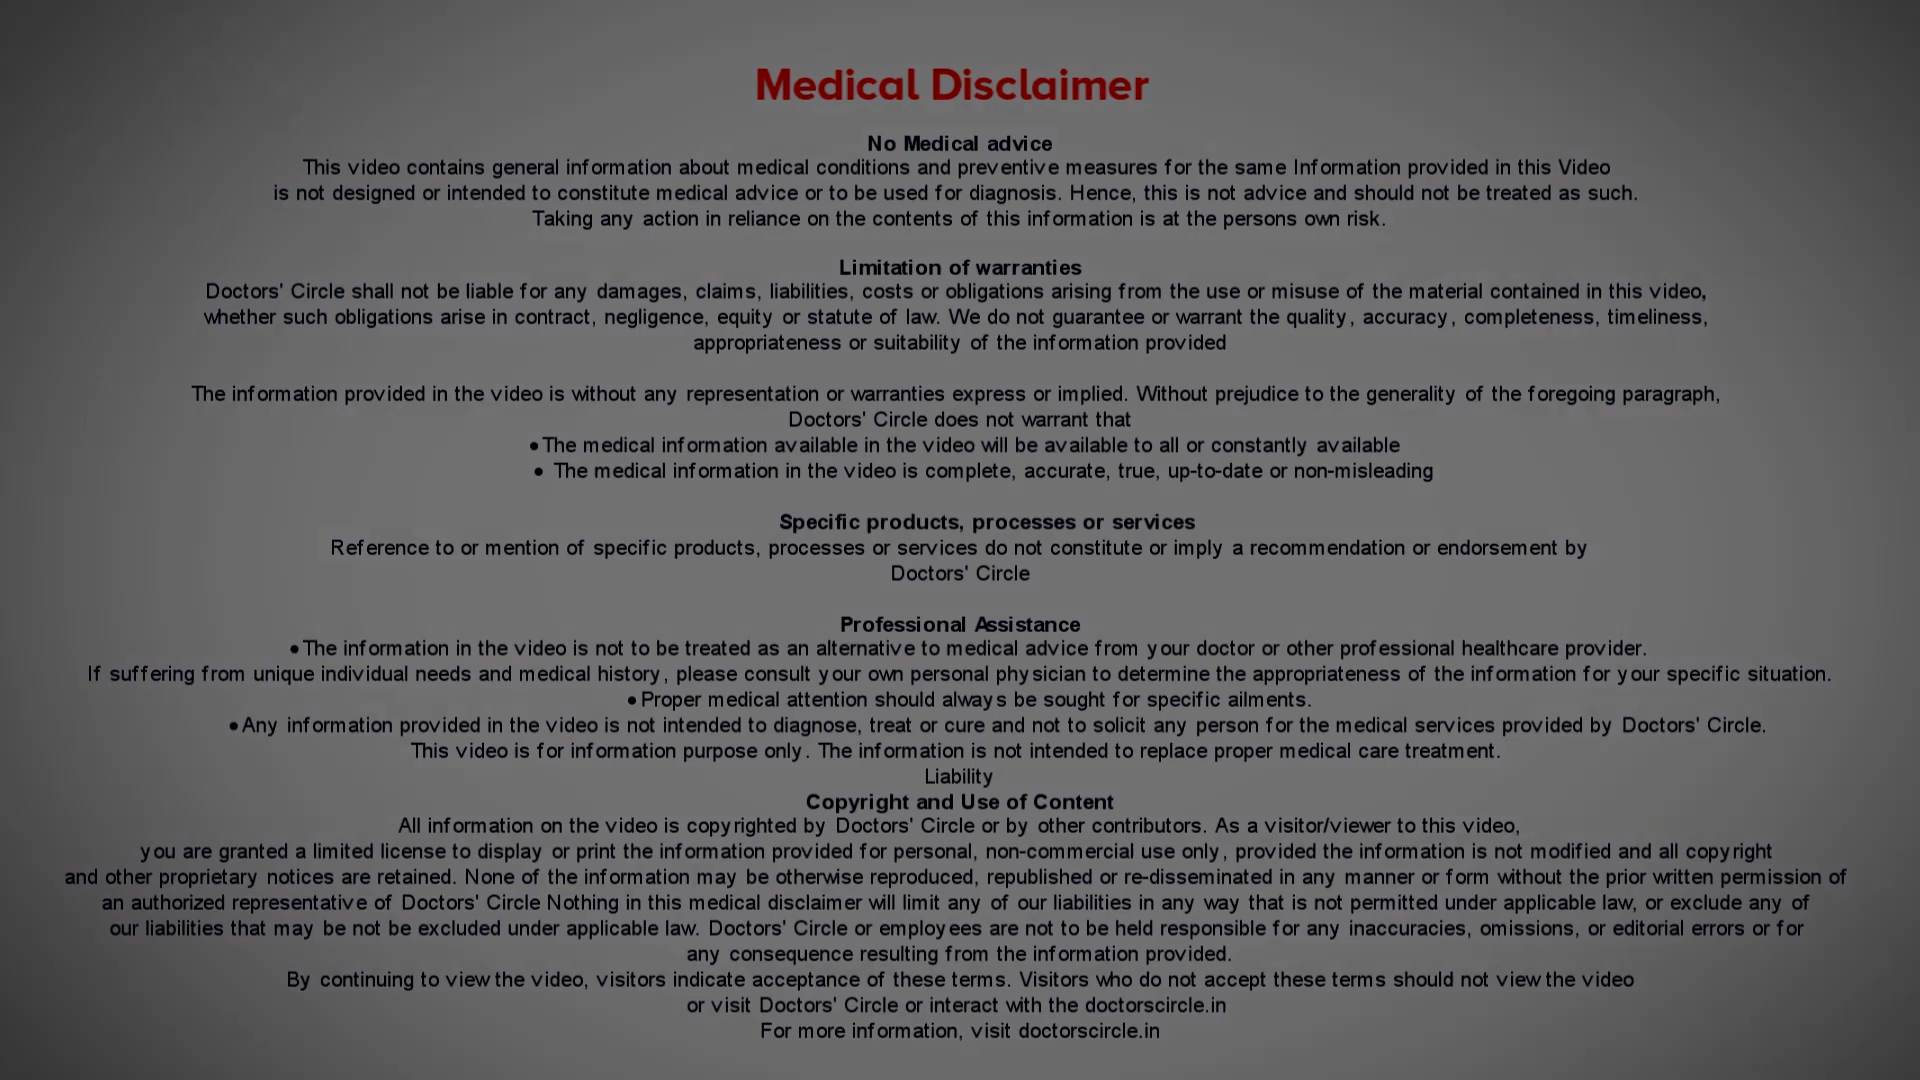 Medical Disclaimer
No Medical advice
This video contains general information about medical conditions and preventive measures for the same Information provided in this Video
is not designed or intended to constitute medical advice or to be used for diagnosis. Hence, this is not advice and should not be treated as such.
Taking any action in reliance on the contents of this information is at the persons own risk.
Limitation of warranties
Doctors' Circle shall not be liable for any damages, claims, liabilities, costs or obligations arising from the use or misuse of the material contained in this video,
whether such obligations arise in contract, negligence, equity or statute of law. We do not guarantee or warrant the quality, accuracy, completeness, timeliness,
appropriateness or suitability of the information provided
The information provided in the video is without any representation or warranties express or implied. Without prejudice to the generality of the foregoing paragraph,
Doctors' Circle does not warrant that
•The medical information available in the video will be available to all or constantly available
• The medical information in the video is complete, accurate, true, up-to-date or non-misleading
Specific products, processes or services
Reference to or mention of specific products, processes or services do not constitute or imply a recommendation or endorsement by
Doctors' Circle
Professional Assistance
•The information in the video is not to be treated as an alternative to medical advice from your doctor or other professional healthcare provider.
If suffering from unique individual needs and medical history, please consult your own personal physician to determine the appropriateness of the information for your specific situation.
•Proper medical attention should always be sought for specific ailments.
•Any information provided in the video is not intended to diagnose, treat or cure and not to solicit any person for the medical services provided by Doctors' Circle.
This video is for information purpose only. The information is not intended to replace proper medical care treatment.
Liability
Copyright and Use of Content
All information on the video is copyrighted by Doctors' Circle or by other contributors. As a visitor/viewer to this video,
you are granted a limited license to display or print the information provided for personal, non-commercial use only, provided the information is not modified and all copyright
and other proprietary notices are retained. None of the information may be otherwise reproduced, republished or re-disseminated in any manner or form without the prior written permission of
an authorized representative of Doctors' Circle Nothing in this medical disclaimer will limit any of our liabilities in any way that is not permitted under applicable law, or exclude any of
our liabilities that may be not be excluded under applicable law. Doctors' Circle or employees are not to be held responsible for any inaccuracies, omissions, or editorial errors or for
any consequence resulting from the information provided.
By continuing to view the video, visitors indicate acceptance of these terms. Visitors who do not accept these terms should not view the video
or visit Doctors' Circle or interact with the doctorscircle.in
For more information, visit doctorscircle.in